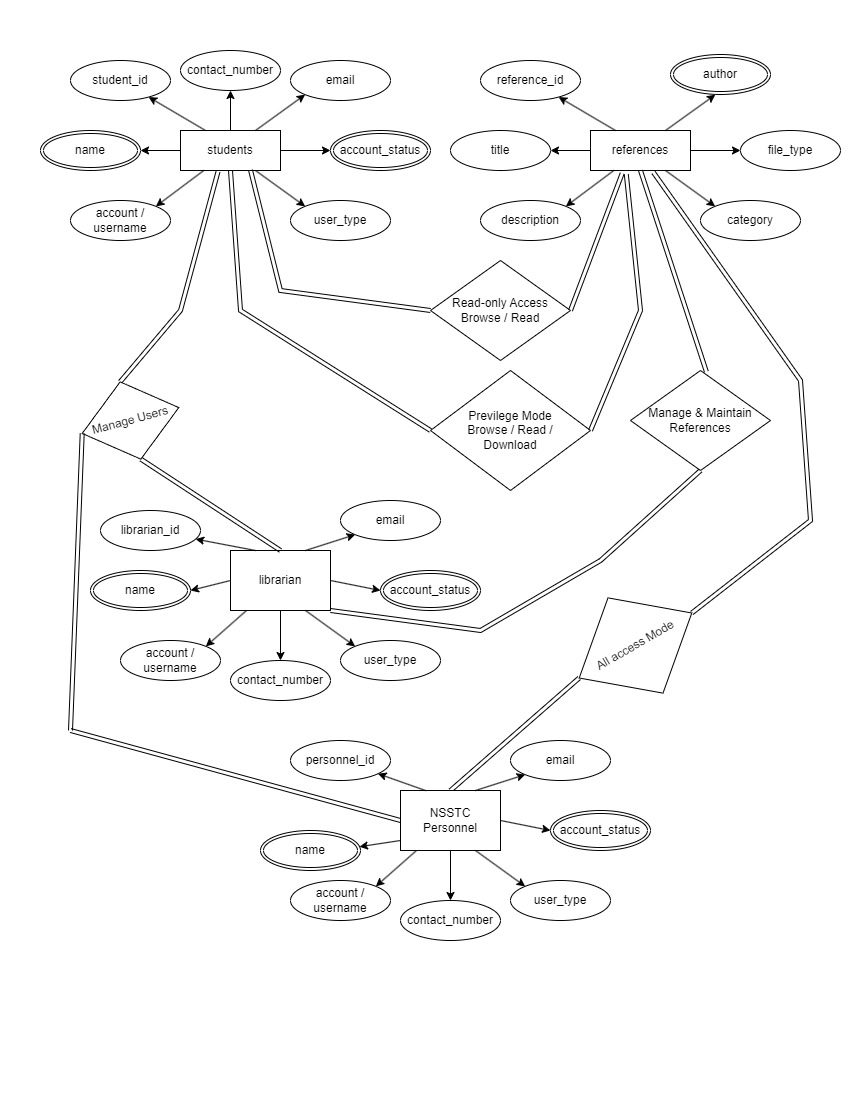 contact_number
student_id
email
name
students
account_status
account /
username
user_type
reference_id
author
title
references
file_type
description
category
Read-only Access
Browse / Read
Previlege Mode
Browse / Read /
Download
Manage & Maintain
References
Manage Users
librarian_id
email
name
librarian
account_status
account /
username
contact_number
user_type
All access Mode
personnel_id
email
NSSTC
Personnel
account_status
name
account /
username
contact_number
user_type